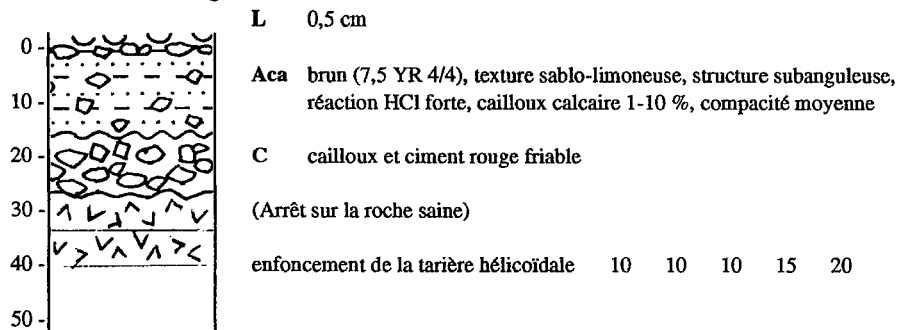 L 0,5 cm
0 -
Aca brun (7,5 YR 4/4), texture sablo-limoneuse, structure subanguleuse,
réaction HCl forte, cailloux calcaire 1-10 %, compacité moyenne
10 -
20 -
C cailloux et ciment rouge friable
30 -
(Arrêt sur la roche saine)
40 -
enfoncement de la tarière hélicoïdale 10 10 10 15 20
50 -